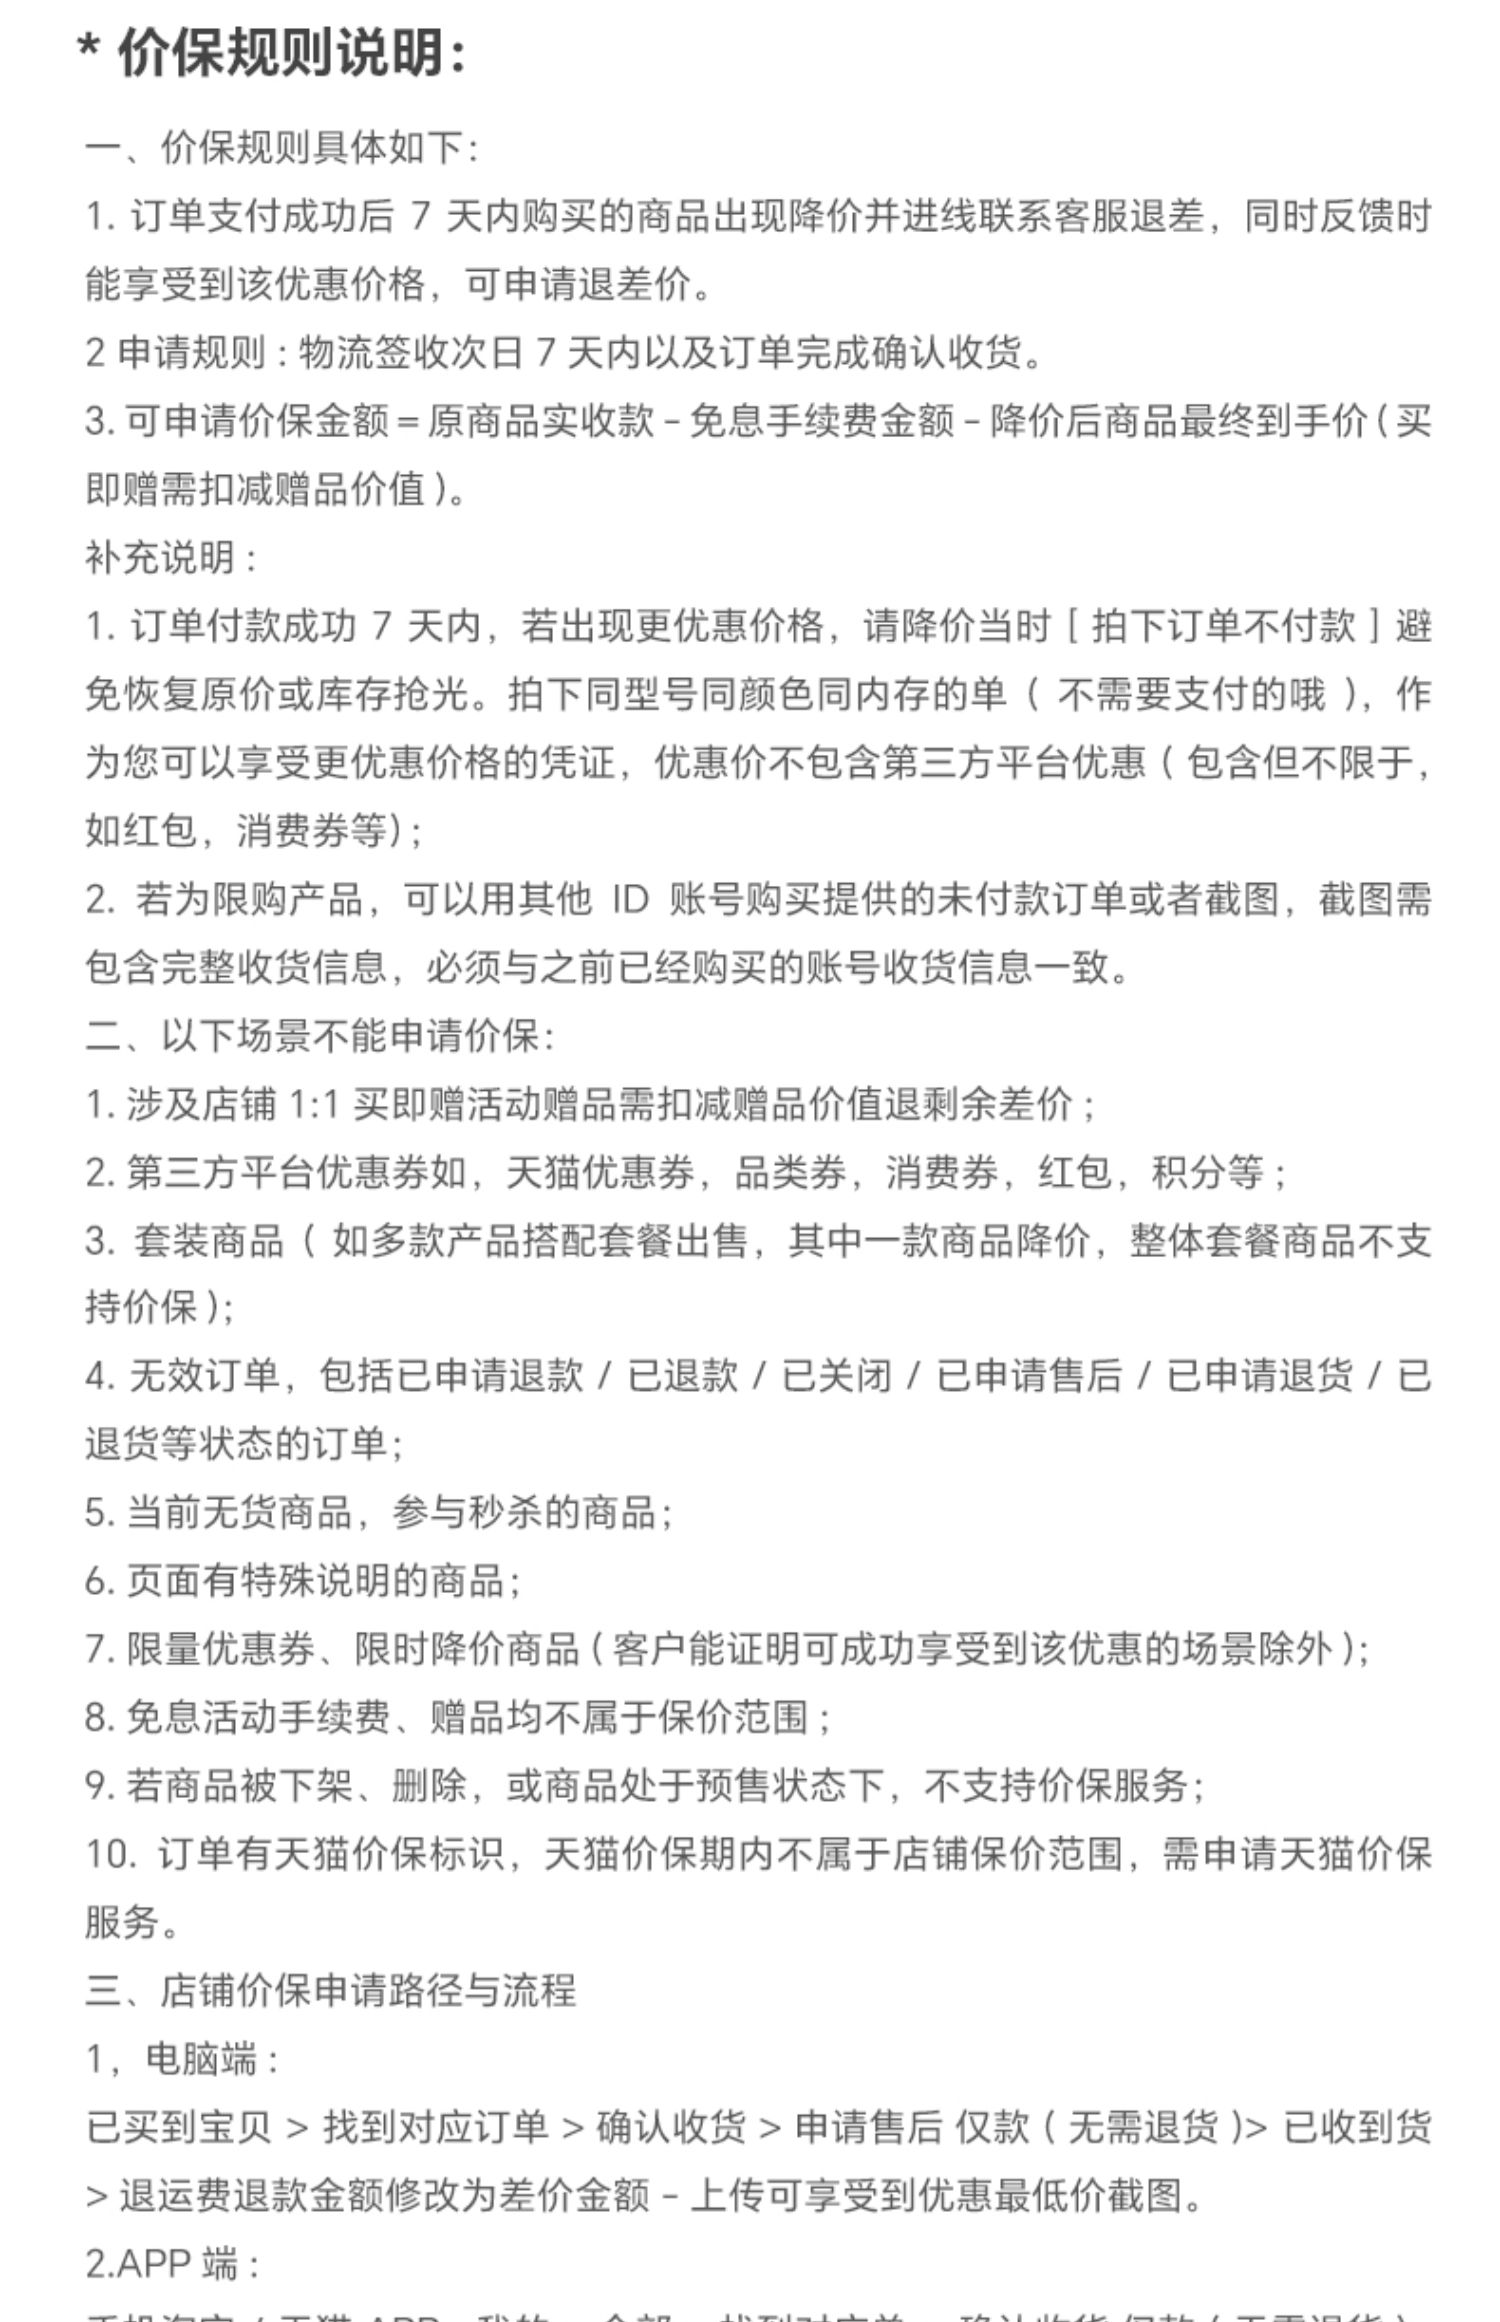 * 价保规则说明：
一、价保规则具体如下：
1. 订单支付成功后 7 天内购买的商品出现降价并进线联系客服退差，同时反馈时
能享受到该优惠价格，可申请退差价。
2 申请规则：物流签收次日 7 天内以及订单完成确认收货。
3. 可申请价保金额 = 原商品实收款 – 免息手续费金额 – 降价后商品最终到手价 ( 买
即赠需扣减赠品价值 )。
补充说明：
1. 订单付款成功 7 天内，若出现更优惠价格，请降价当时 [ 拍下订单不付款 ] 避
免恢复原价或库存抢光。拍下同型号同颜色同内存的单（ 不需要支付的哦 ），作
为您可以享受更优惠价格的凭证，优惠价不包含第三方平台优惠（ 包含但不限于，
如红包，消费券等）；
2. 若为限购产品，可以用其他 ID 账号购买提供的未付款订单或者截图，截图需
包含完整收货信息，必须与之前已经购买的账号收货信息一致。
二、以下场景不能申请价保：
1. 涉及店铺 1:1 买即赠活动赠品需扣减赠品价值退剩余差价；
2. 第三方平台优惠券如，天猫优惠券，品类券，消费券，红包，积分等；
3. 套装商品（ 如多款产品搭配套餐出售，其中一款商品降价，整体套餐商品不支
持价保 );
4. 无效订单，包括已申请退款 / 已退款 / 已关闭 / 已申请售后 / 已申请退货 / 已
退货等状态的订单；
5. 当前无货商品，参与秒杀的商品；
6. 页面有特殊说明的商品；
7. 限量优惠券、限时降价商品 ( 客户能证明可成功享受到该优惠的场景除外 );
8. 免息活动手续费、赠品均不属于保价范围；
9. 若商品被下架、删除，或商品处于预售状态下，不支持价保服务；
10. 订单有天猫价保标识，天猫价保期内不属于店铺保价范围，需申请天猫价保
服务。
三、店铺价保申请路径与流程
1，电脑端：
已买到宝贝 > 找到对应订单 > 确认收货 > 申请售后 仅款（ 无需退货 )> 已收到货
> 退运费退款金额修改为差价金额 – 上传可享受到优惠最低价截图。
2.APP 端：